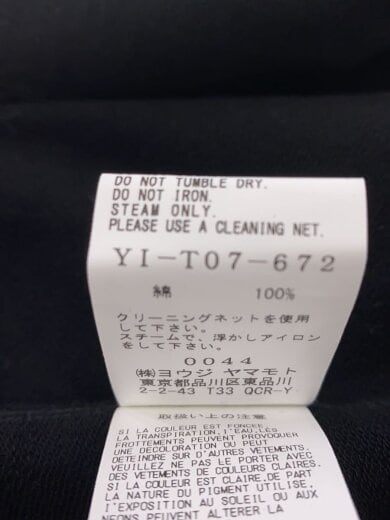 DO NOT TUMBLE DRY.
DO NOT IRON.
STEAM ONLY.
PLEASE USE A CLEANING NET.
YI-T07-672
綿 100%
クリーニングネットを使用
して下さい。
スチームで、浮かしアイロン
をして下さい。
0044
(株)ヨウジ ヤマモト
東京都品川区東品川
2-2-43 T33 QCR-Y
取扱い上の注意
SI LA COULEUR EST FONCEE,
LA TRANSPIRATION,L'EAU,LES
FROTTEMENTS PEUVENT PROVOQUER
UNE DECOLORATION OU PEUT
DETEINDRE SUR D'AUTRES VETEMENTS.
VEUILLEZ NE PAS LE PORTER AVEC
DES VETEMENTS DE COULEURS CLAIRES.
SI LA COULEUR EST CLAIRE,DE PART
LA NATURE DU PIGMENT UTILISE,
L'EXPOSITION AU SOLEIL OU AUX
NEONS PEUVENT ALTERER LA